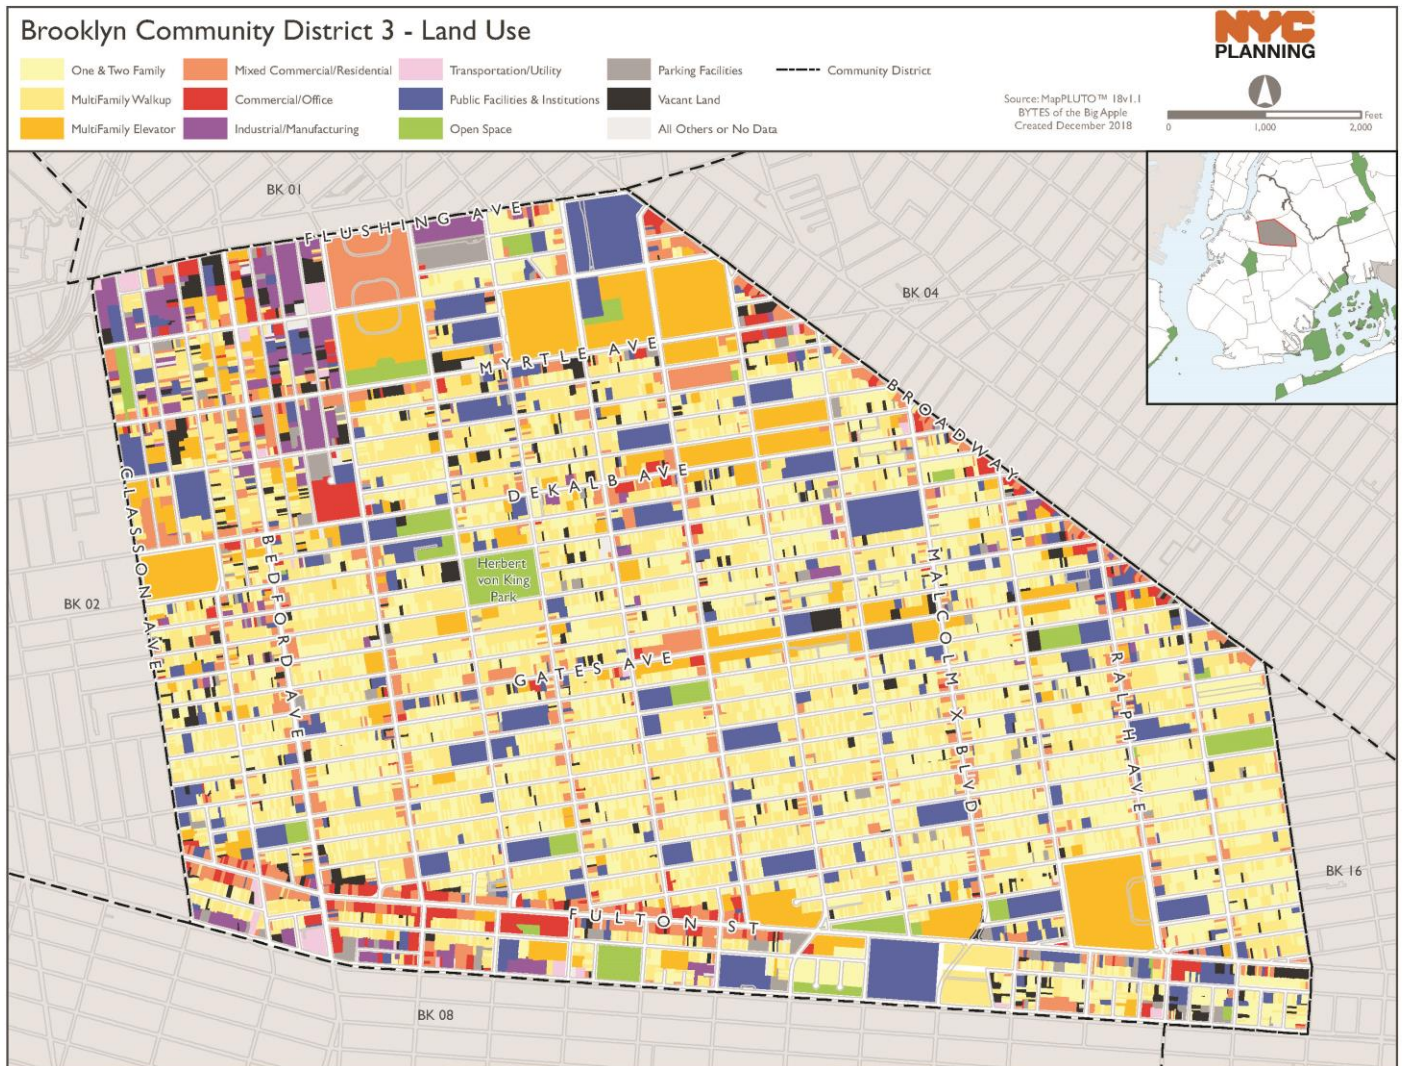 Brooklyn Community District 3 - Land Use
One & Two Family
MultiFamily Walkup
MultiFamily Elevator
Mixed Commercial/Residential
Commercial/Office
Industrial/Manufacturing
Transportation/Utility
Public Facilities & Institutions
Open Space
Parking Facilities
Vacant Land
All Others or No Data
Community District
Source: MapPLUTO™ 18v1.1
BYTES of the Big Apple
Created December 2018
NYC
PLANNING
Feet
0 1,000 2,000
BK 01
FLUSHING AVE
BK 04
MYRTLE AVE
BROADWAY
DEKALB AVE
CLASSON AVE
BEDFORD AVE
Herbert
von King
Park
BK 02
MALCOLM X BLVD
GATES AVE
RALPH AVE
BK 16
FULTON ST
BK 08